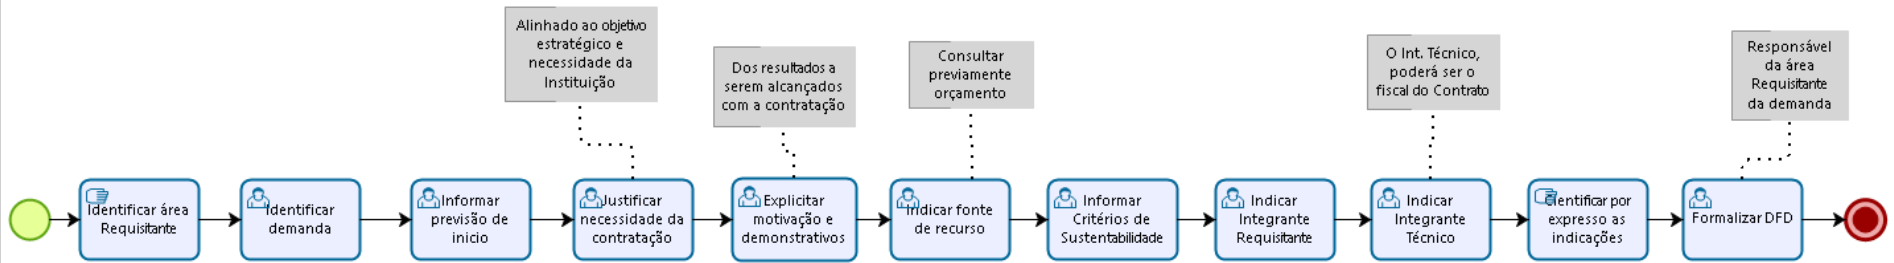 Alinhado ao objetivo
estratégico e
necessidade da
Instituição
Dos resultados a
serem alcançados
com a contratação
Consultar
previamente
orçamento
O Int. Técnico,
poderá ser o
fiscal do Contrato
Responsável
da área
Requisitante
da demanda
Identificar área
Requisitante
Identificar
demanda
Informar
previsão de
inicio
Justificar
necessidade da
contratação
Explicitar
motivação e
demonstrativos
Indicar fonte
de recurso
Informar
Critérios de
Sustentabilidade
Indicar
Integrante
Requisitante
Indicar
Integrante
Técnico
Identificar por
expresso as
indicações
Formalizar DFD